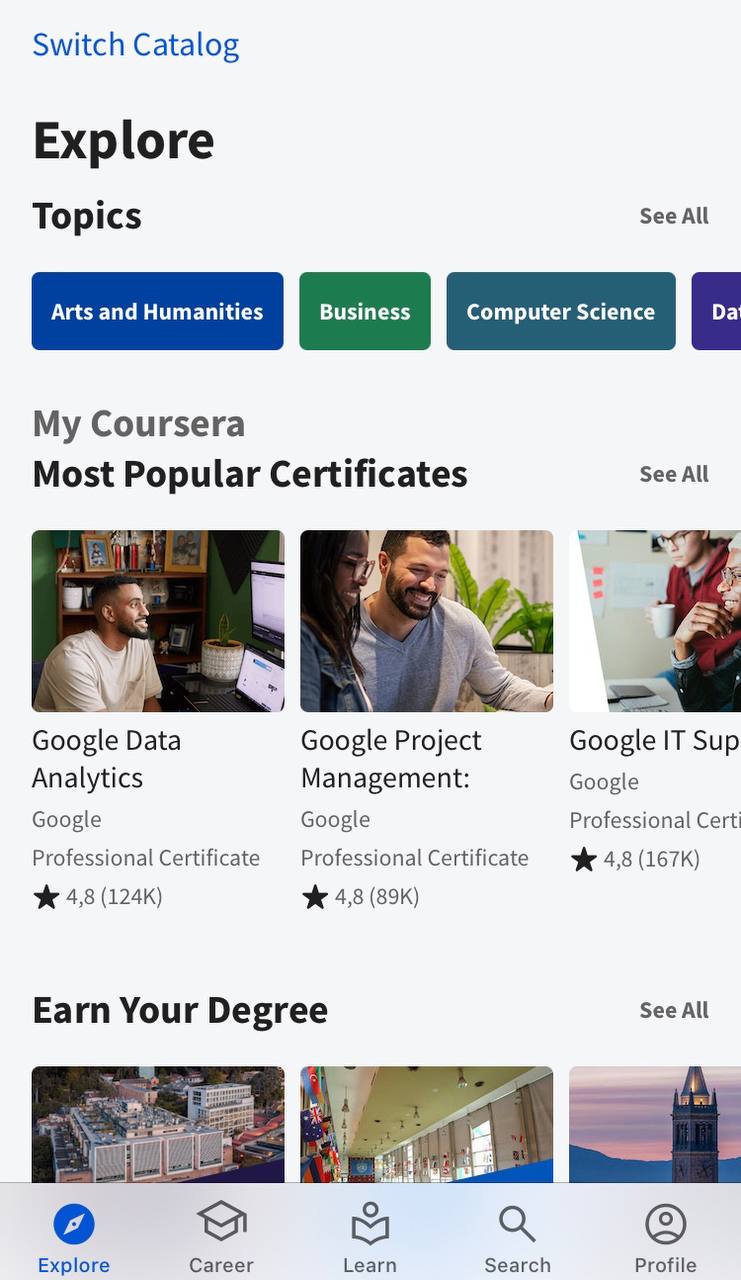 Switch Catalog
Explore
Topics
See All
Arts and Humanities
Business
Computer Science
My Coursera
Most Popular Certificates
See All
Google Data
Analytics
Google
Professional Certificate
4,8 (124K)
Google Project
Management:
Google
Professional Certificate
4,8 (89K)
Google IT Sup
Google
Professional Certi
4,8 (167K)
Earn Your Degree
See All
Explore
Career
Learn
Search
Profile